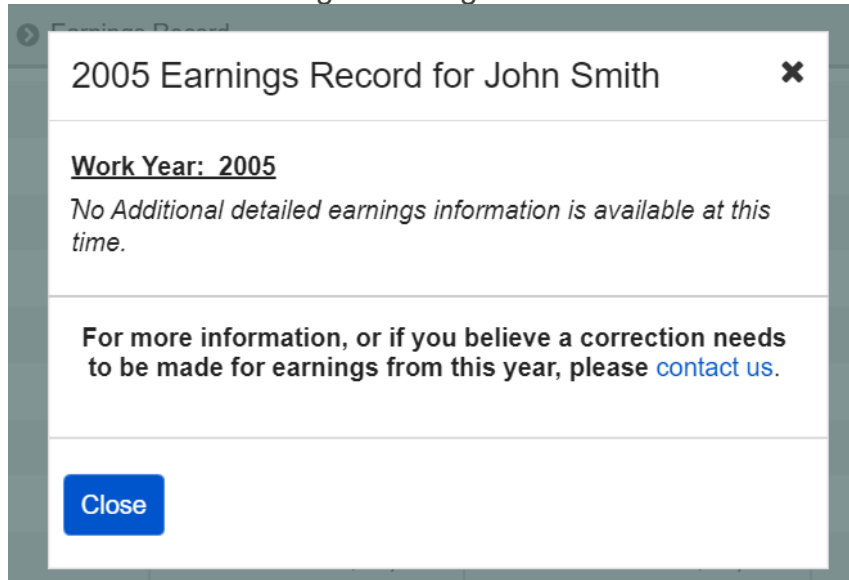 Earnings Record
2005 Earnings Record for John Smith
Work Year: 2005
No Additional detailed earnings information is available at this
time.
For more information, or if you believe a correction needs
to be made for earnings from this year, please contact us.
Close